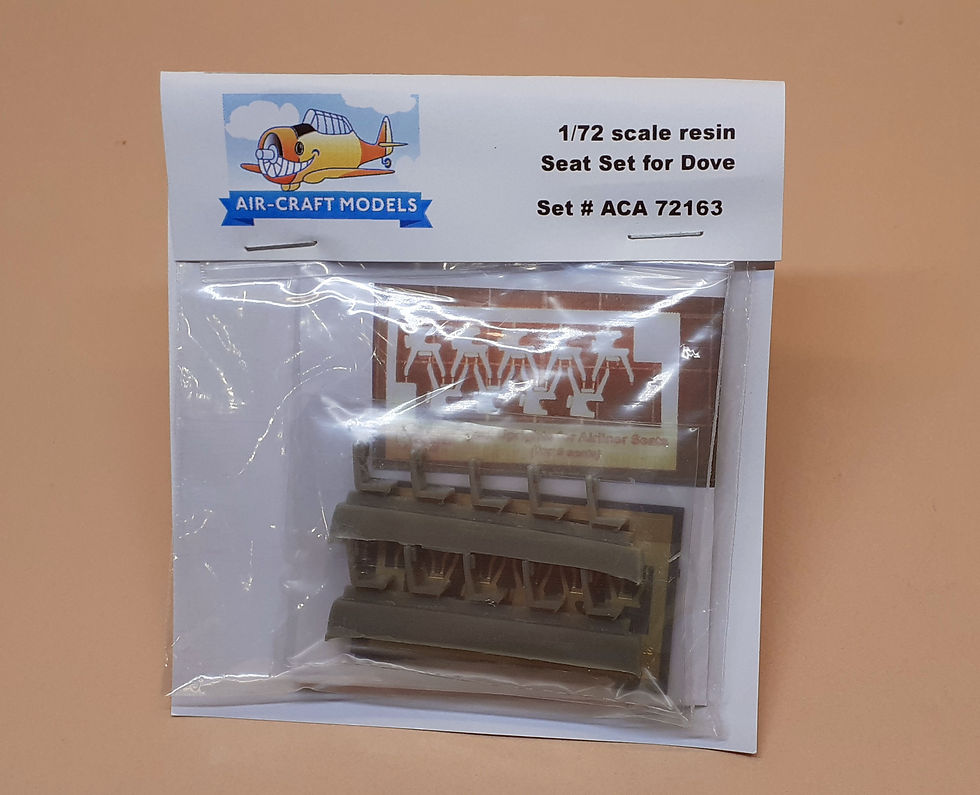 AIR-CRAFT MODELS
1/72 scale resin
Seat Set for Dove
Set # ACA 72163
Airliner Seats